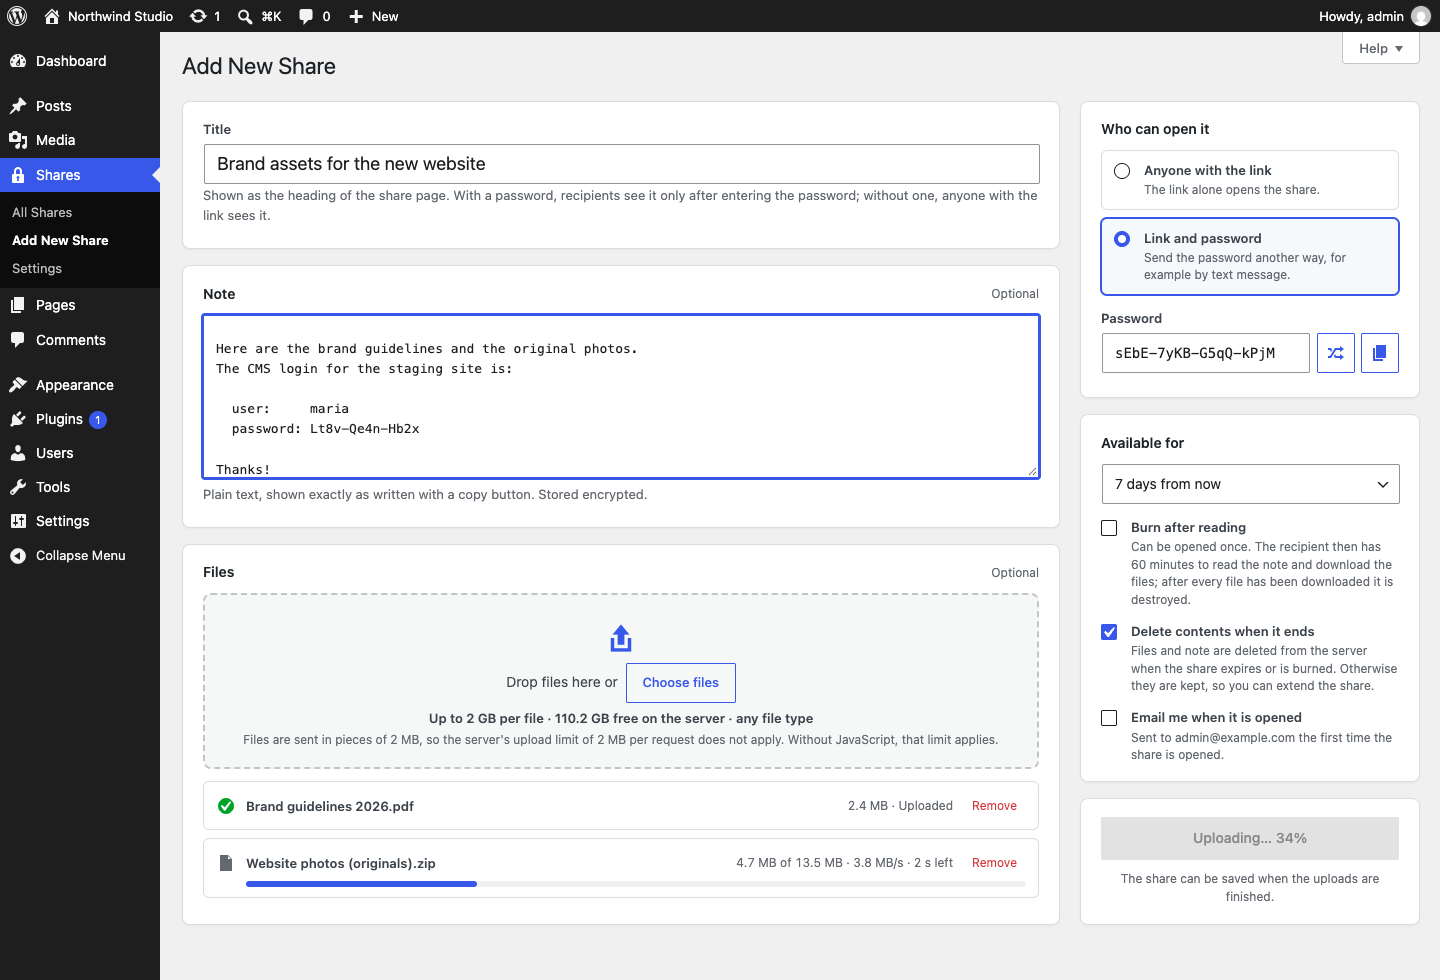 Northwind Studio
1
⌘K
0
New
Howdy, admin
Dashboard
Posts
Media
Shares
All Shares
Add New Share
Settings
Pages
Comments
Appearance
Plugins 1
Users
Tools
Settings
Collapse Menu
Help
Add New Share
Title
Brand assets for the new website
Shown as the heading of the share page. With a password, recipients see it only after entering the password; without one, anyone with the
link sees it.
Note
Optional
Here are the brand guidelines and the original photos.
The CMS login for the staging site is:
user:     maria
password: Lt8v-Qe4n-Hb2x
Thanks!
Plain text, shown exactly as written with a copy button. Stored encrypted.
Files
Optional
Drop files here or Choose files
Up to 2 GB per file · 110.2 GB free on the server · any file type
Files are sent in pieces of 2 MB, so the server's upload limit of 2 MB per request does not apply. Without JavaScript, that limit applies.
Brand guidelines 2026.pdf
2.4 MB · Uploaded
Remove
Website photos (originals).zip
4.7 MB of 13.5 MB · 3.8 MB/s · 2 s left
Remove
Who can open it
Anyone with the link
The link alone opens the share.
Link and password
Send the password another way, for
example by text message.
Password
sEbE-7yKB-G5qQ-kPjM
Available for
7 days from now
Burn after reading
Can be opened once. The recipient then has
60 minutes to read the note and download the
files; after every file has been downloaded it is
destroyed.
Delete contents when it ends
Files and note are deleted from the server
when the share expires or is burned. Otherwise
they are kept, so you can extend the share.
Email me when it is opened
Sent to admin@example.com the first time the
share is opened.
Uploading... 34%
The share can be saved when the uploads are
finished.